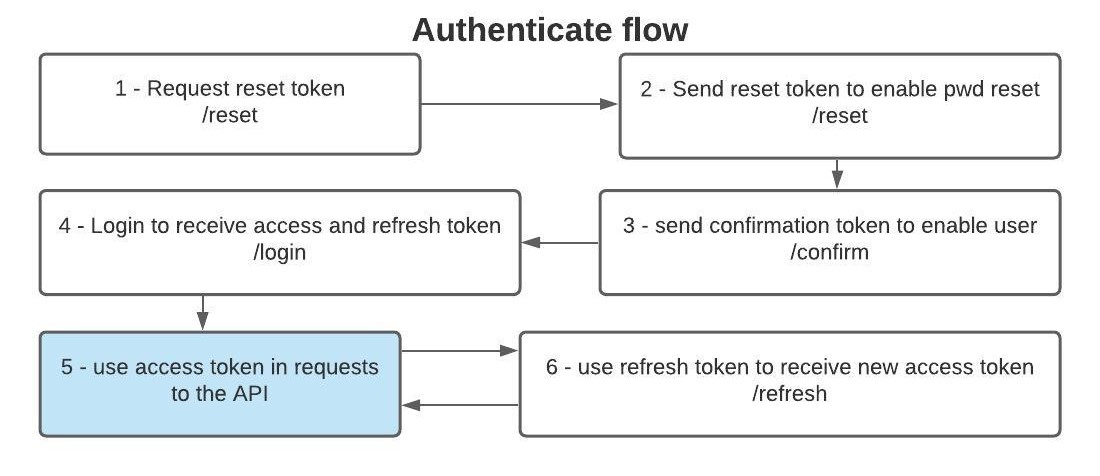 Authenticate flow
1 - Request reset token
/reset
2 - Send reset token to enable pwd reset
/reset
3 - send confirmation token to enable user
/confirm
4 - Login to receive access and refresh token
/login
5 - use access token in requests
to the API
6 - use refresh token to receive new access token
/refresh